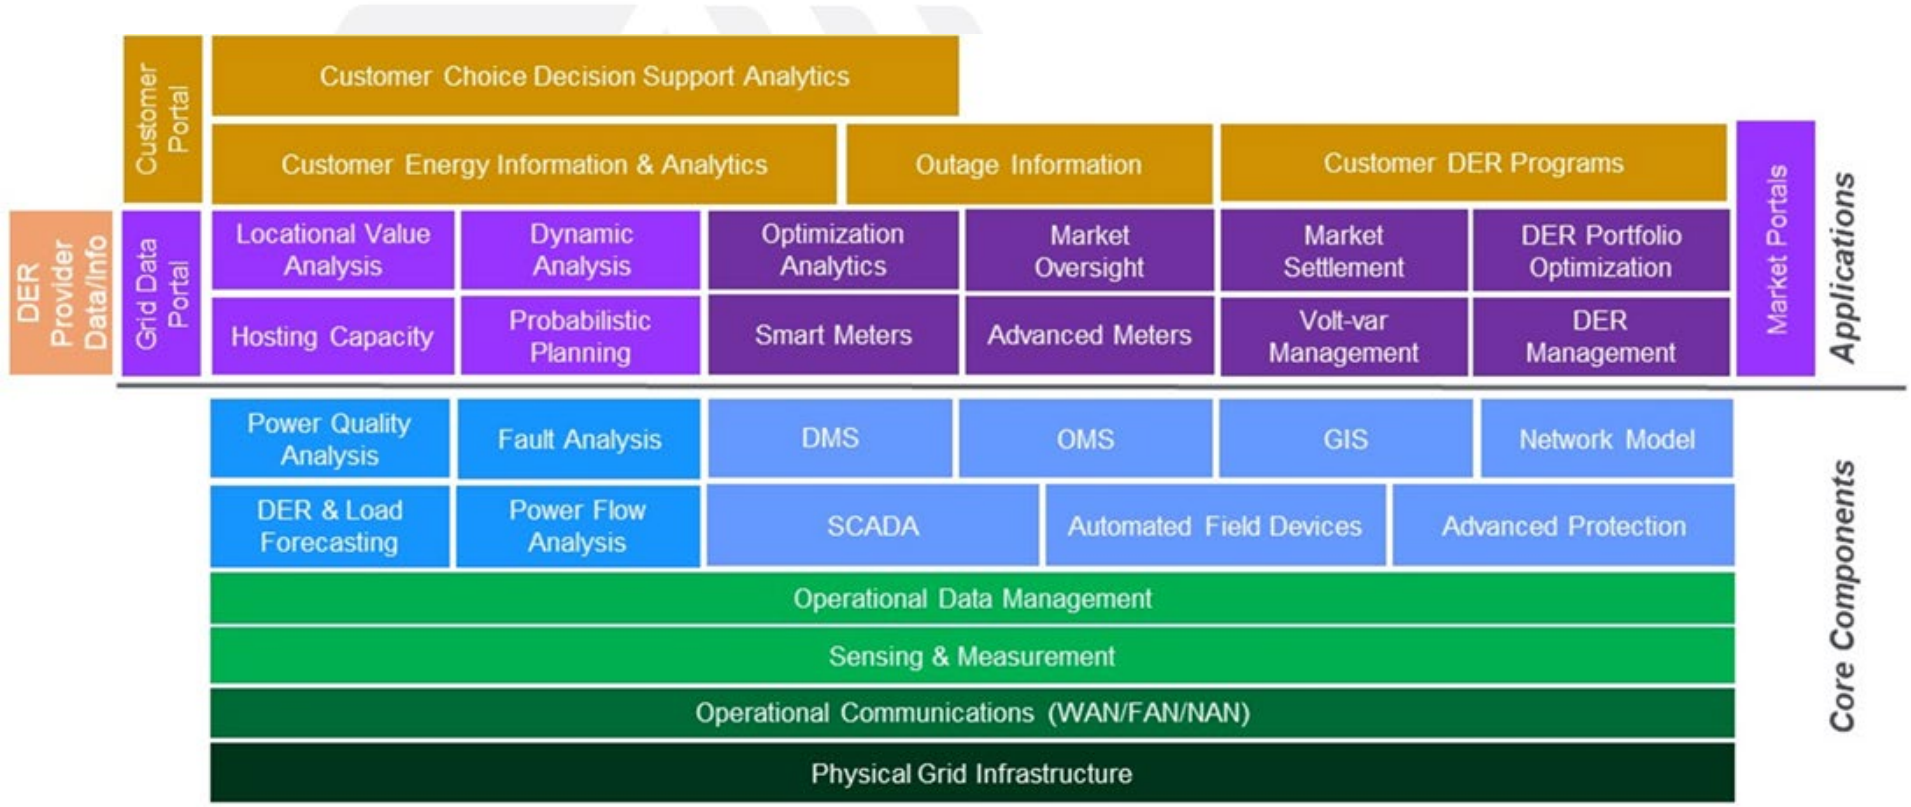 Customer
Portal
Customer Choice Decision Support Analytics
Customer Energy Information & Analytics
Outage Information
Customer DER Programs
Market Portals
Applications
DER
Provider
Data/Info
Grid Data
Portal
Locational Value
Analysis
Dynamic
Analysis
Optimization
Analytics
Market
Oversight
Market
Settlement
DER Portfolio
Optimization
Hosting Capacity
Probabilistic
Planning
Smart Meters
Advanced Meters
Volt-var
Management
DER
Management
Power Quality
Analysis
Fault Analysis
DMS
OMS
GIS
Network Model
DER & Load
Forecasting
Power Flow
Analysis
SCADA
Automated Field Devices
Advanced Protection
Core Components
Operational Data Management
Sensing & Measurement
Operational Communications (WAN/FAN/NAN)
Physical Grid Infrastructure